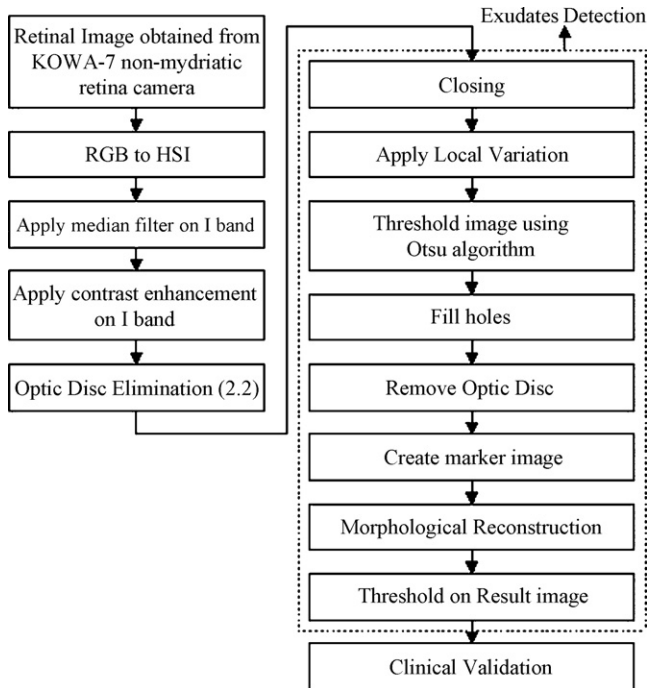 Retinal Image obtained from
KOWA-7 non-mydriatic
retina camera
RGB to HSI
Apply median filter on I band
Apply contrast enhancement
on I band
Optic Disc Elimination (2.2)
Exudates Detection
Closing
Apply Local Variation
Threshold image using
Otsu algorithm
Fill holes
Remove Optic Disc
Create marker image
Morphological Reconstruction
Threshold on Result image
Clinical Validation